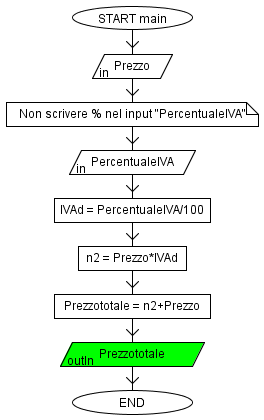 START main
Prezzo
in
Non scrivere % nel input "PercentualeIVA"
PercentualeIVA
in
IVAd = PercentualeIVA/100
n2 = Prezzo*IVAd
Prezzototale = n2+Prezzo
Prezzototale
outln
END